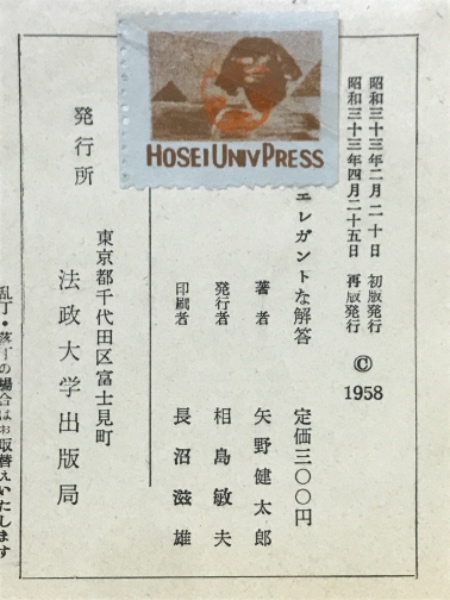 昭和三十三年二月二十日　初版発行
昭和三十三年四月二十五日　再版発行
© 1958
エレガントな解答　定価三〇〇円
著者　矢野健太郎
発行者　相島敏夫
印刷者　長沼滋雄
HOSEI UNIV PRESS
東京都千代田区富士見町
発行所　法政大学出版局
乱丁・落丁の場合はお取替えいたします